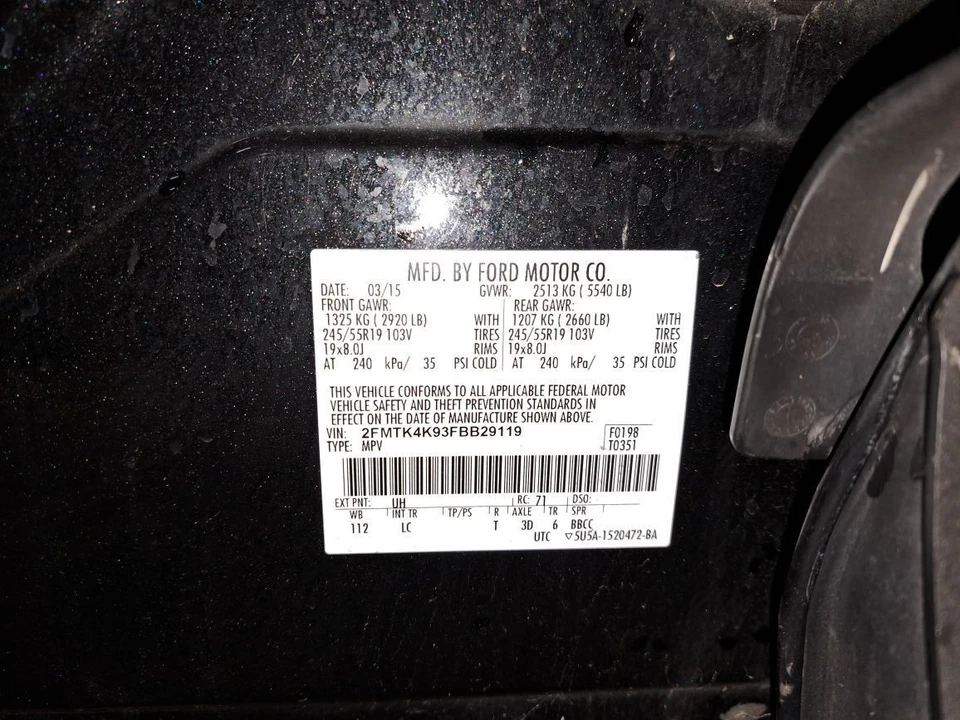 MFD. BY FORD MOTOR CO.
DATE: 03/15 GVWR: 2513 KG ( 5540 LB)
FRONT GAWR: REAR GAWR:
1325 KG ( 2920 LB) WITH 1207 KG ( 2660 LB) WITH
245/55R19 103V TIRES 245/55R19 103V TIRES
19x8.0J RIMS 19x8.0J RIMS
AT 240 kPa/ 35 PSI COLD AT 240 kPa/ 35 PSI COLD
THIS VEHICLE CONFORMS TO ALL APPLICABLE FEDERAL MOTOR
VEHICLE SAFETY AND THEFT PREVENTION STANDARDS IN
EFFECT ON THE DATE OF MANUFACTURE SHOWN ABOVE.
VIN: 2FMTK4K93FBB29119 F0198
TYPE: MPV T0351
EXT PNT: UH RC: 71 DSO:
WB INT TR TP/PS R AXLE TR SPR
112 LC T 3D 6 BBCC
UTC ▽5U5A-1520472-BA